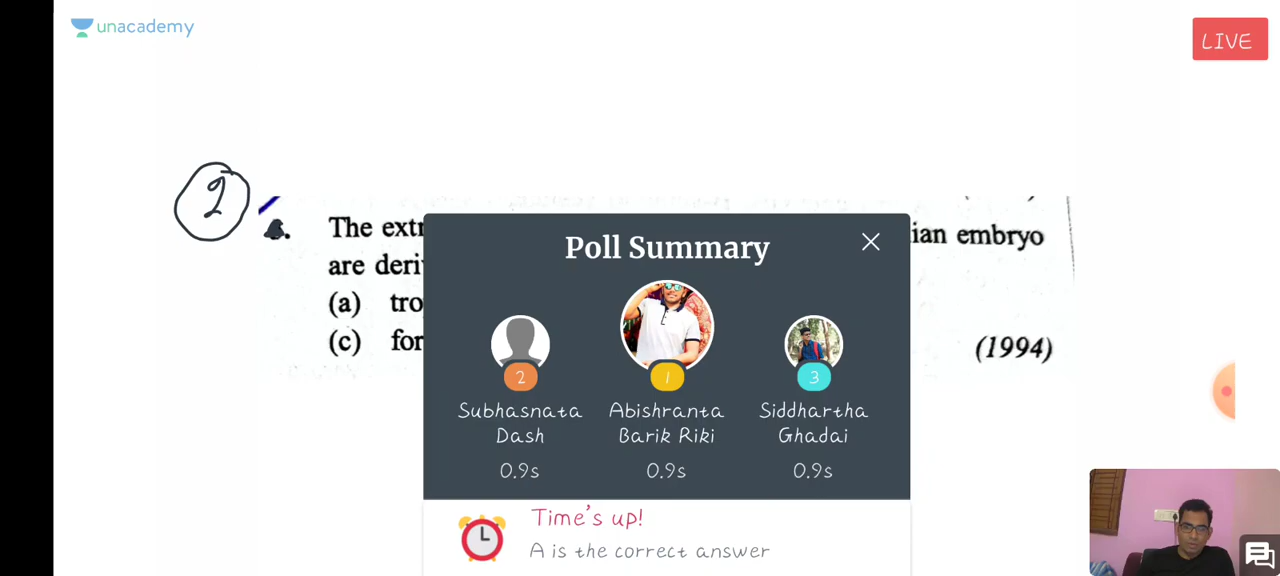 unacademy
LIVE
2
The extr
ian embryo
are deri
(a) tro
(c) for
(1994)
Poll Summary
2
1
3
Subhasnata Dash
Abishranta Barik Riki
Siddhartha Ghadai
0.9s
0.9s
0.9s
Time's up!
A is the correct answer